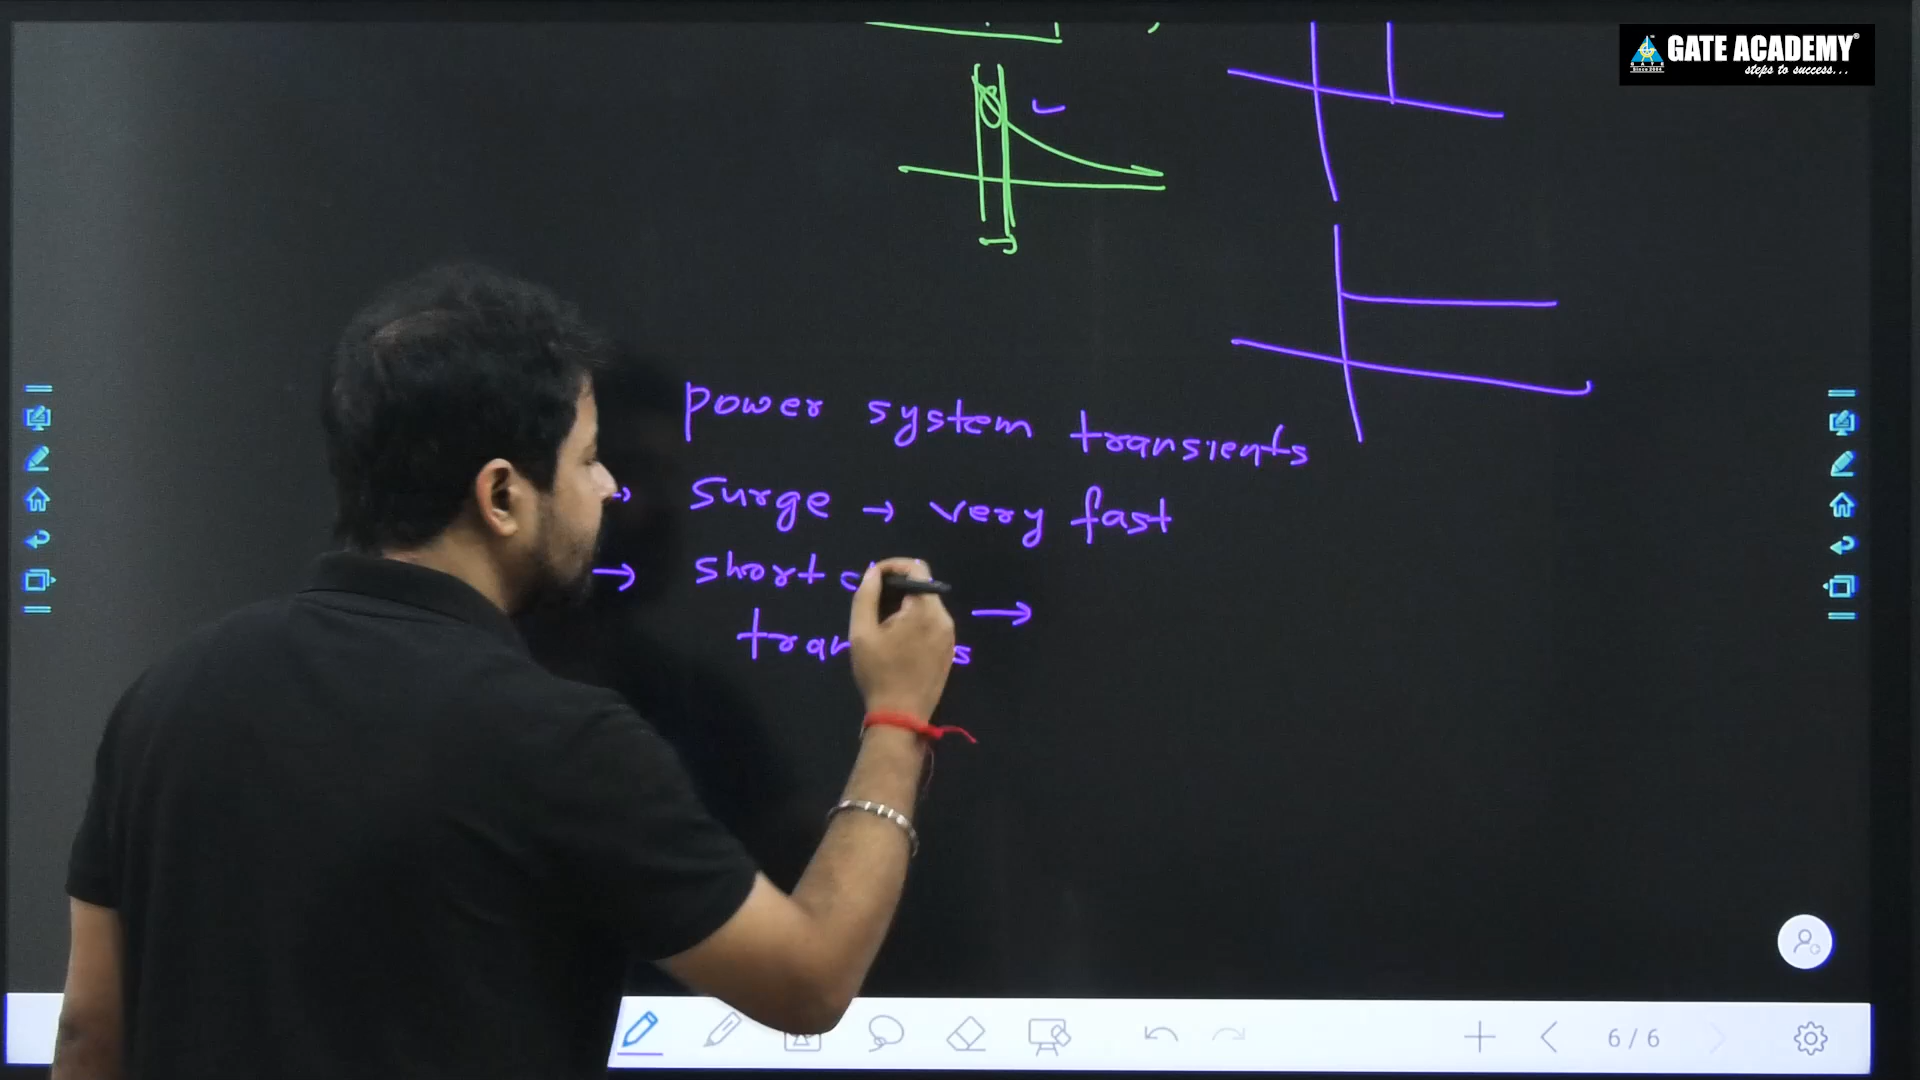 GATE ACADEMY
steps to success...
power system transients
→ surge → very fast
→ short →
6/6